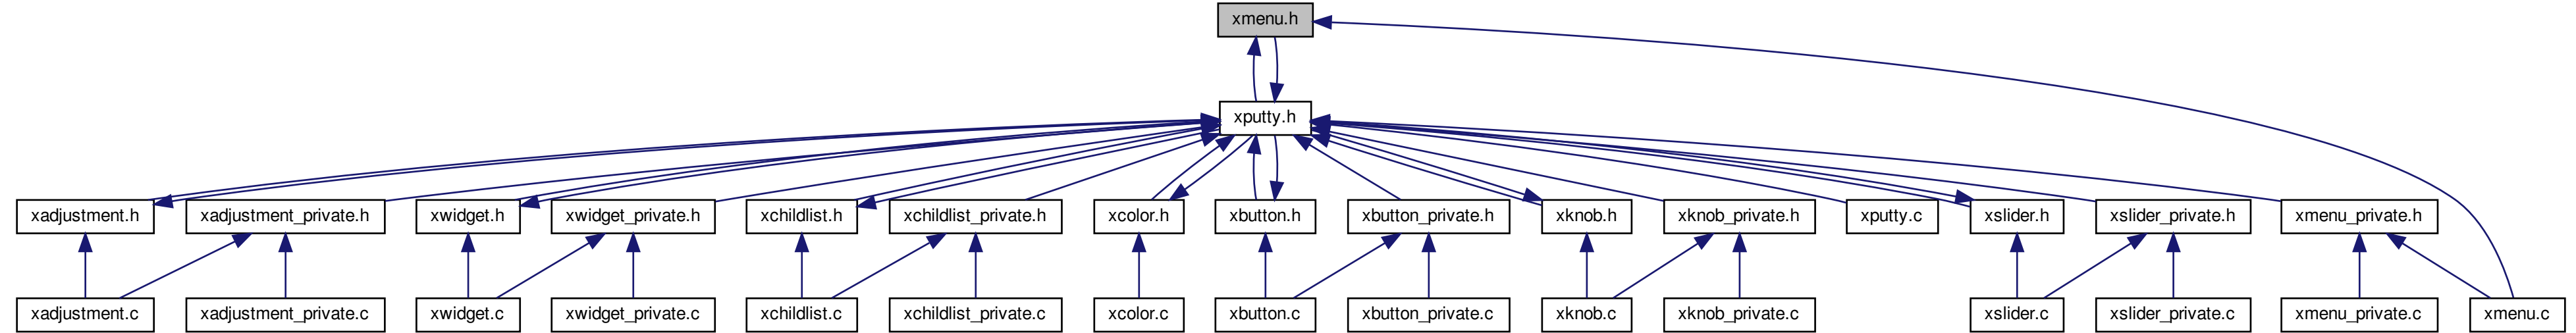 xmenu.h
xputty.h
xadjustment.h
xadjustment_private.h
xwidget.h
xwidget_private.h
xchildlist.h
xchildlist_private.h
xcolor.h
xbutton.h
xbutton_private.h
xknob.h
xknob_private.h
xputty.c
xslider.h
xslider_private.h
xmenu_private.h
xadjustment.c
xadjustment_private.c
xwidget.c
xwidget_private.c
xchildlist.c
xchildlist_private.c
xcolor.c
xbutton.c
xbutton_private.c
xknob.c
xknob_private.c
xslider.c
xslider_private.c
xmenu_private.c
xmenu.c